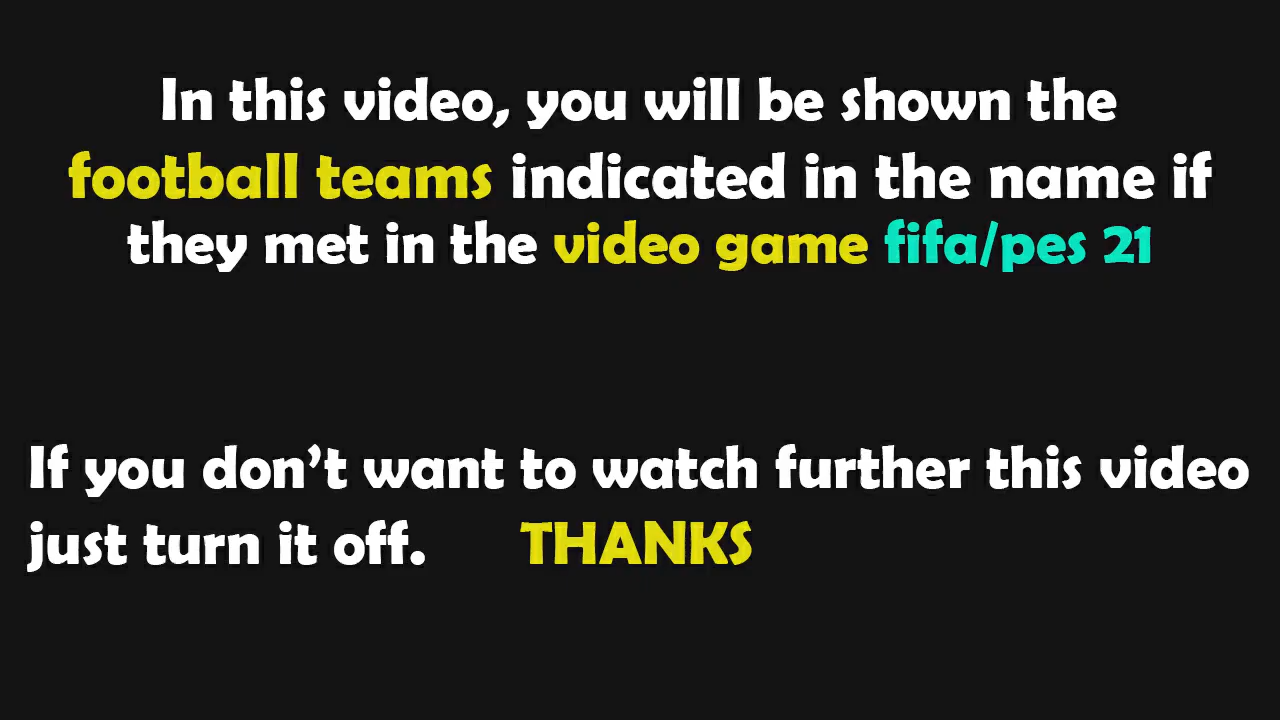 In this video, you will be shown the
football teams indicated in the name if
they met in the video game fifa/pes 21
If you don’t want to watch further this video
just turn it off. THANKS